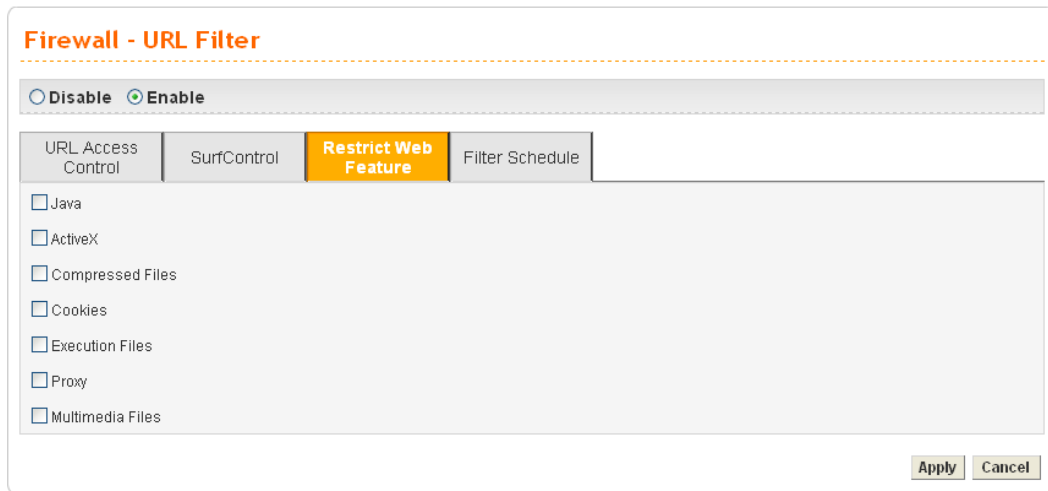 Firewall - URL Filter
Disable Enable
URL Access Control
SurfControl
Restrict Web Feature
Filter Schedule
Java
ActiveX
Compressed Files
Cookies
Execution Files
Proxy
Multimedia Files
Apply Cancel